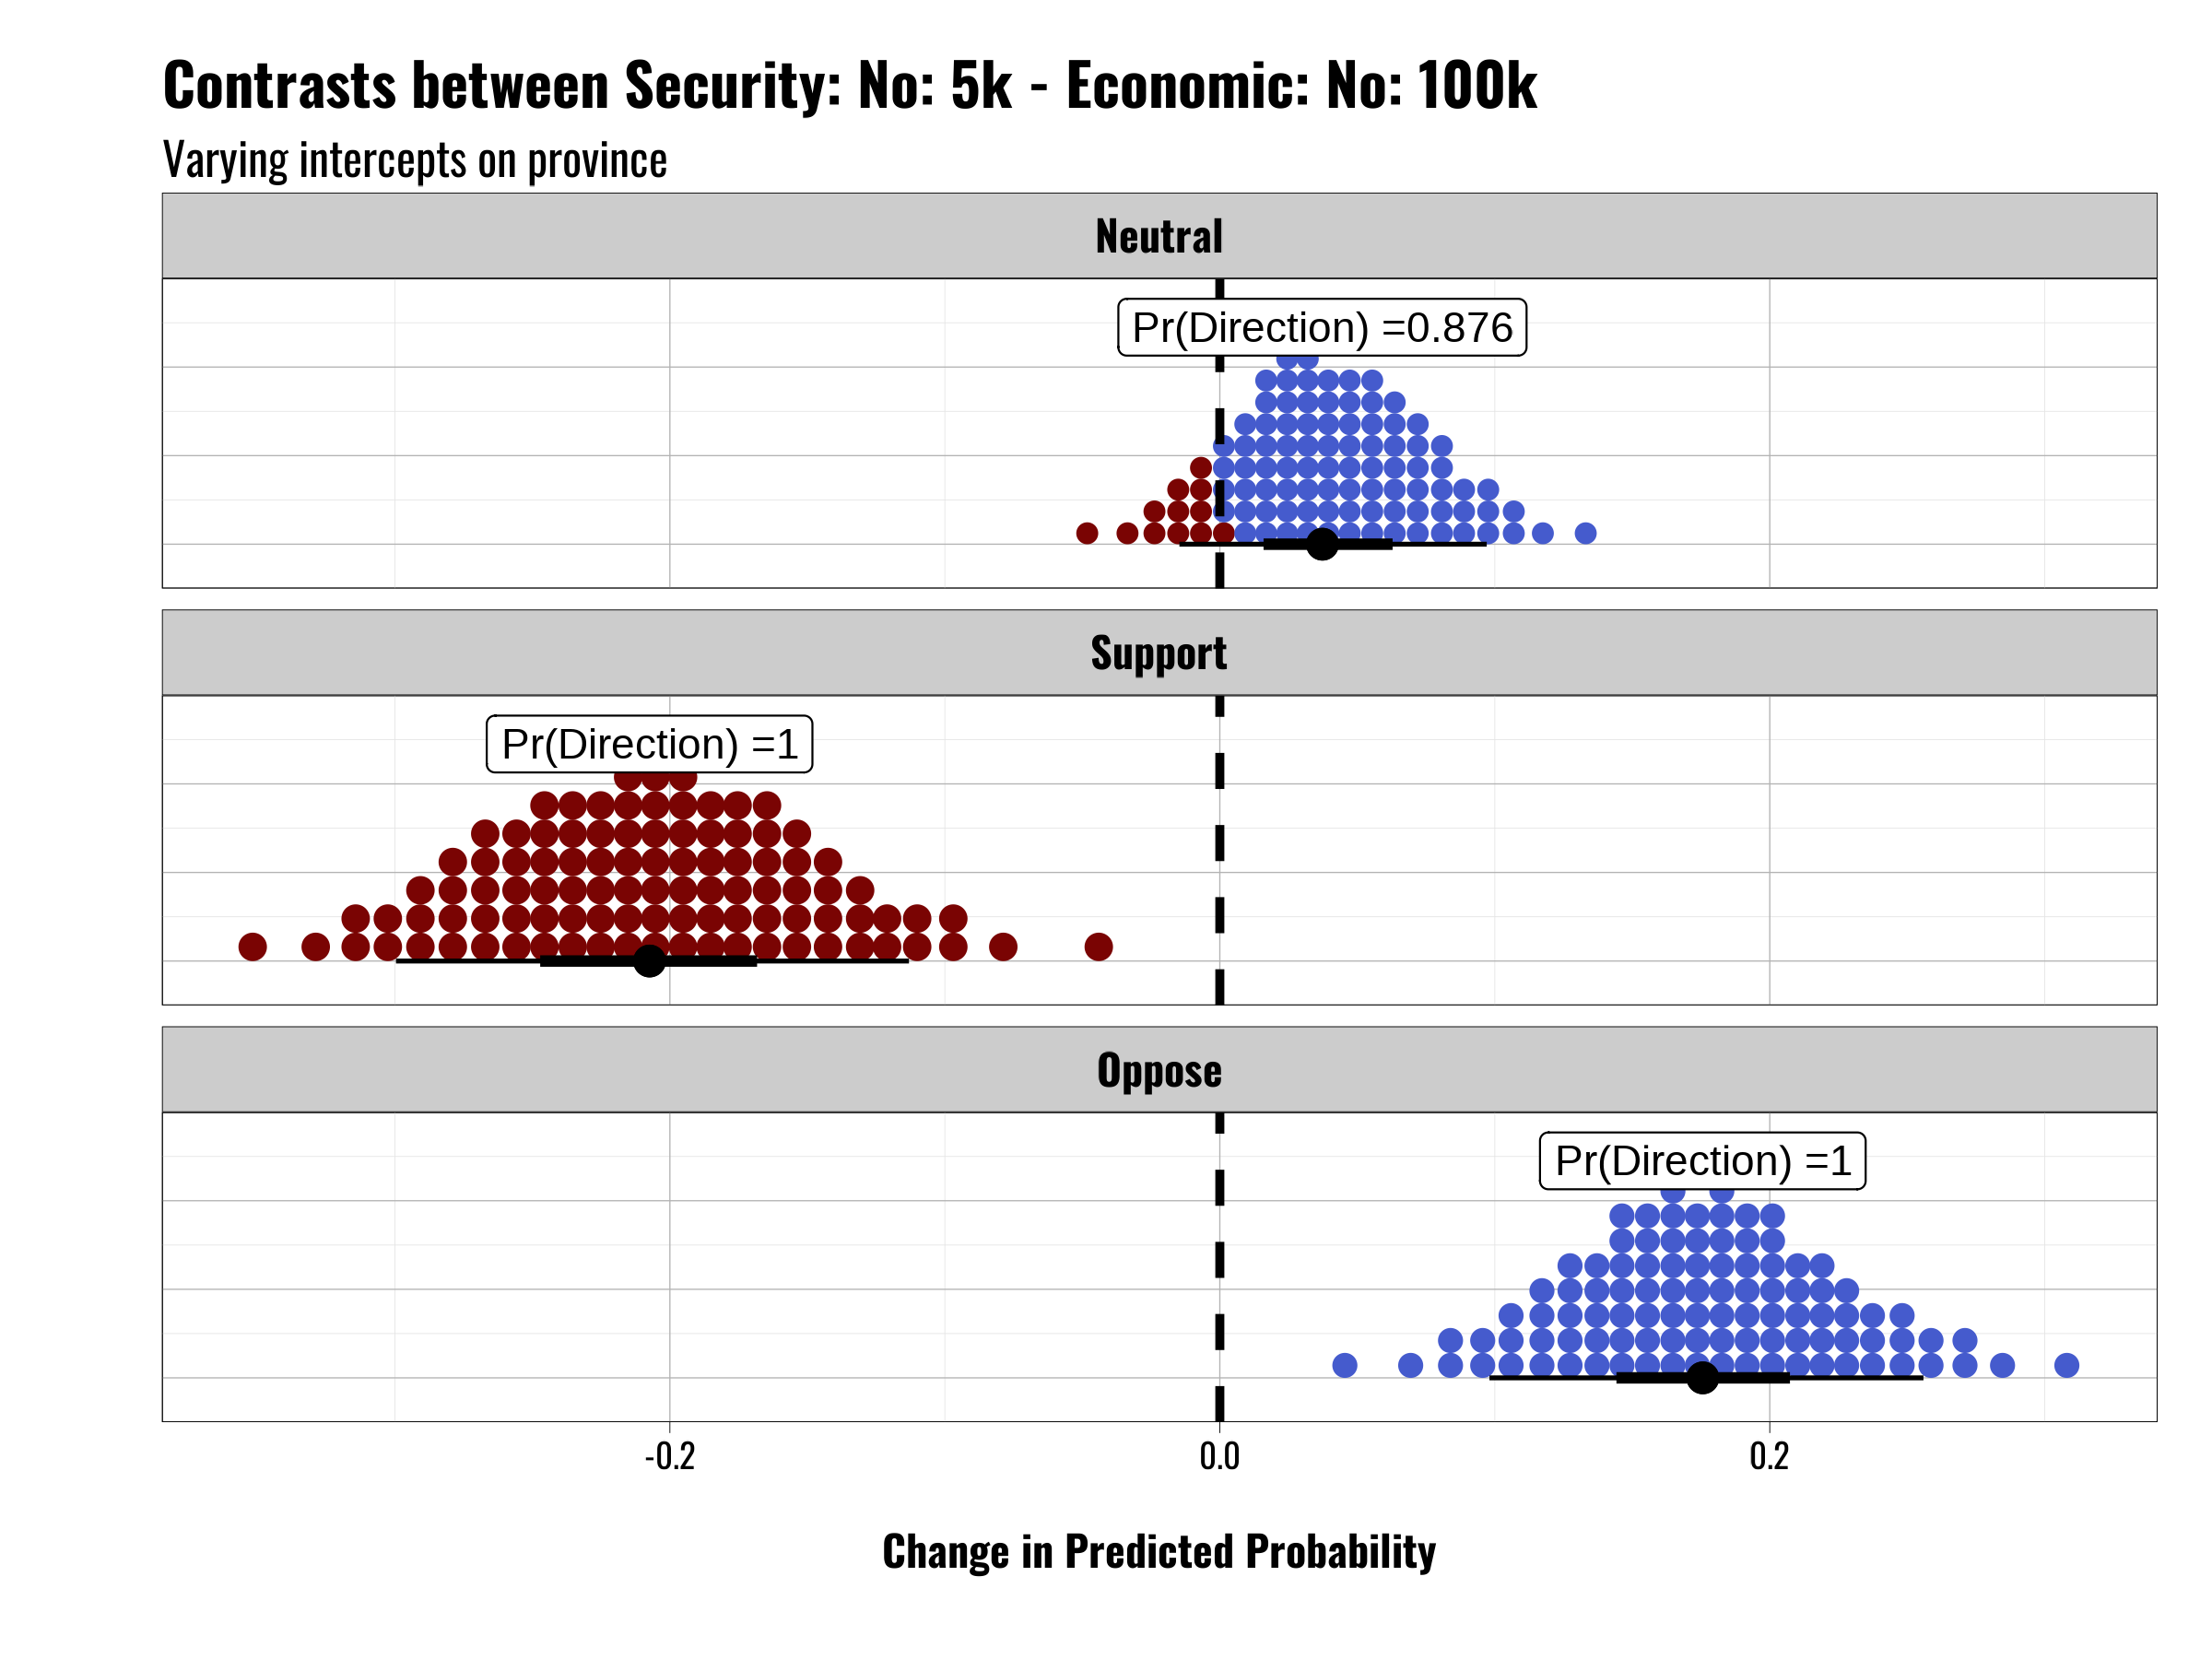 Contrasts between Security: No: 5k - Economic: No: 100k
Varying intercepts on province
Neutral
Pr(Direction) =0.876
Support
Pr(Direction) =1
Oppose
Pr(Direction) =1
-0.2 0.0 0.2
Change in Predicted Probability